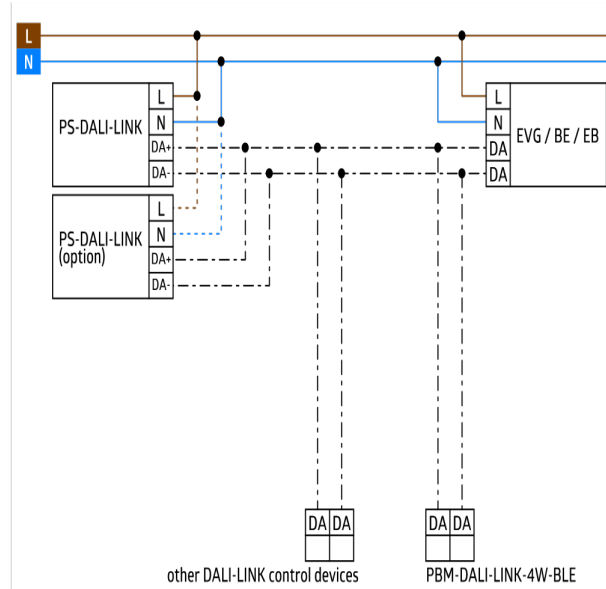 L
N
PS-DALI-LINK
L
N
DA+
DA-
L
N
DA
DA
EVG / BE / EB
PS-DALI-LINK
(option)
L
N
DA+
DA-
DA DA
DA DA
other DALI-LINK control devices
PBM-DALI-LINK-4W-BLE